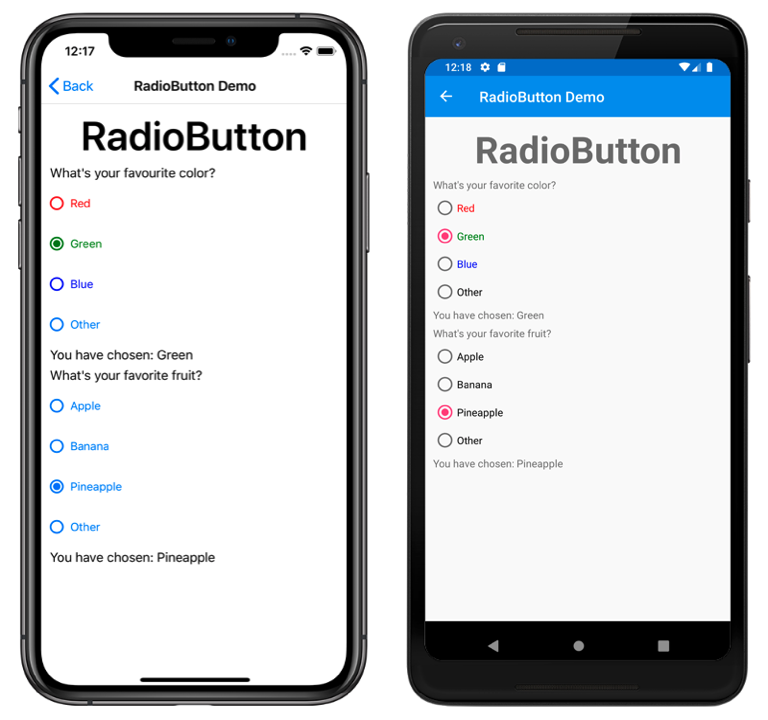 12:17
Back
RadioButton Demo
RadioButton
What's your favourite color?
Red
Green
Blue
Other
You have chosen: Green
What's your favorite fruit?
Apple
Banana
Pineapple
Other
You have chosen: Pineapple
12:18
RadioButton Demo
RadioButton
What's your favorite color?
Red
Green
Blue
Other
You have chosen: Green
What's your favorite fruit?
Apple
Banana
Pineapple
Other
You have chosen: Pineapple